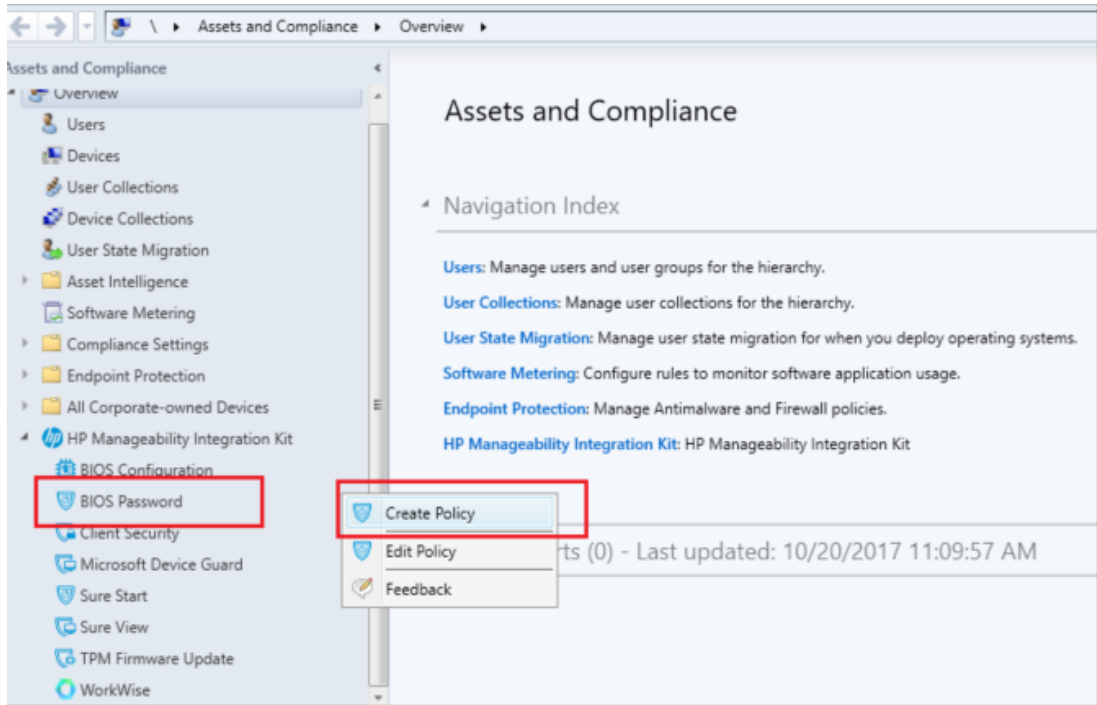 \ Assets and Compliance Overview
Assets and Compliance
Overview
Users
Devices
User Collections
Device Collections
User State Migration
Asset Intelligence
Software Metering
Compliance Settings
Endpoint Protection
All Corporate-owned Devices
HP Manageability Integration Kit
BIOS Configuration
BIOS Password
Client Security
Microsoft Device Guard
Sure Start
Sure View
TPM Firmware Update
WorkWise
Assets and Compliance
Navigation Index
Users: Manage users and user groups for the hierarchy.
User Collections: Manage user collections for the hierarchy.
User State Migration: Manage user state migration for when you deploy operating systems.
Software Metering: Configure rules to monitor software application usage.
Endpoint Protection: Manage Antimalware and Firewall policies.
HP Manageability Integration Kit: HP Manageability Integration Kit
Create Policy
Edit Policy
Feedback
rts (0) - Last updated: 10/20/2017 11:09:57 AM